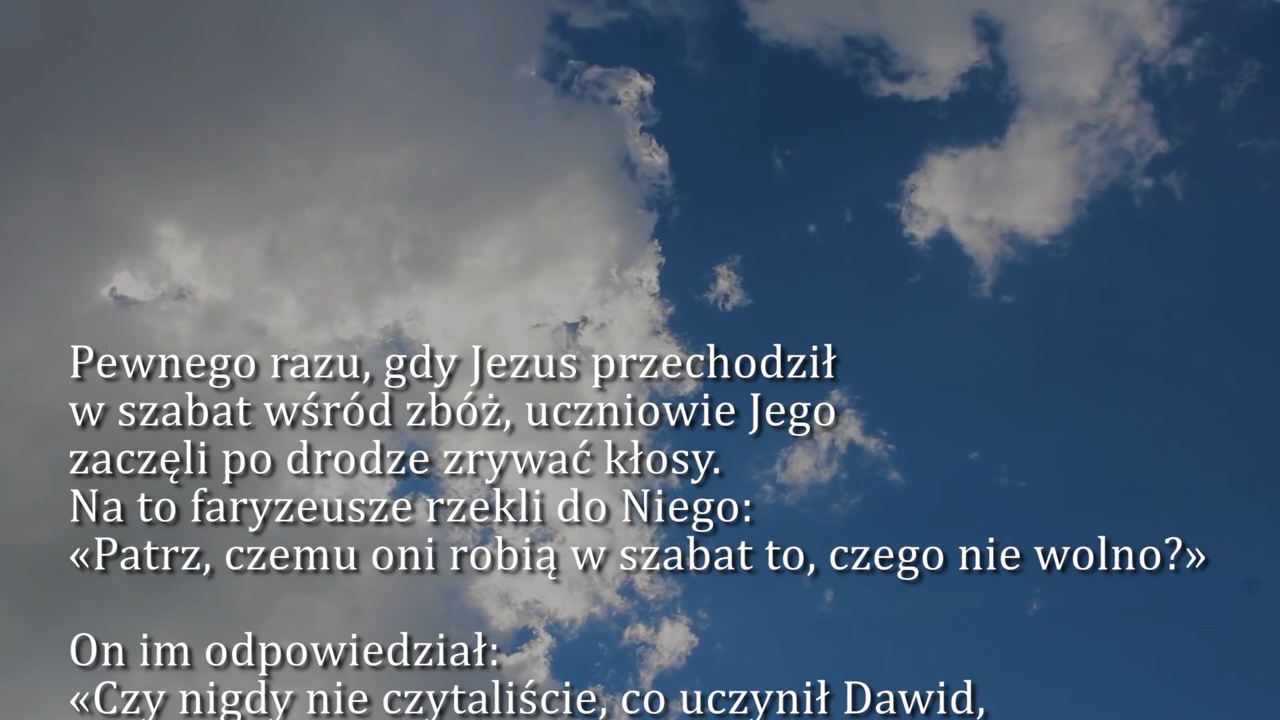 Pewnego razu, gdy Jezus przechodził
w szabat wśród zbóż, uczniowie Jego
zaczęli po drodze zrywać kłosy.
Na to faryzeusze rzekli do Niego:
«Patrz, czemu oni robią w szabat to, czego nie wolno?»
On im odpowiedział:
«Czy nigdy nie czytaliście, co uczynił Dawid,